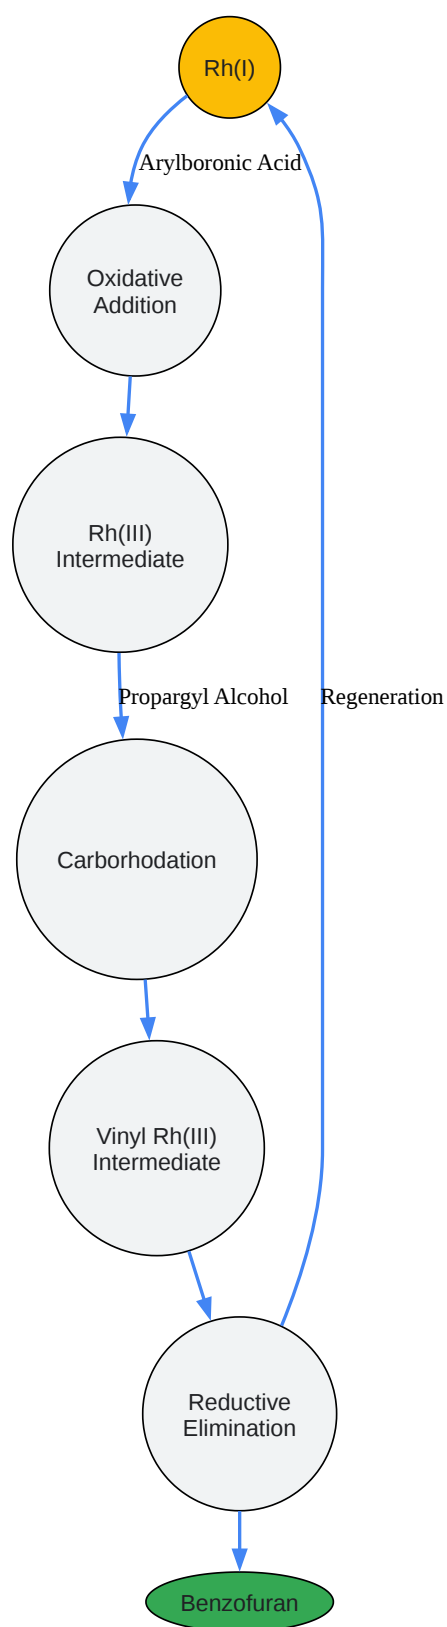 Rh(I)
Arylboronic Acid
Oxidative
Addition
Rh(III)
Intermediate
Propargyl Alcohol
Regeneration
Carborhodation
Vinyl Rh(III)
Intermediate
Reductive
Elimination
Benzofuran